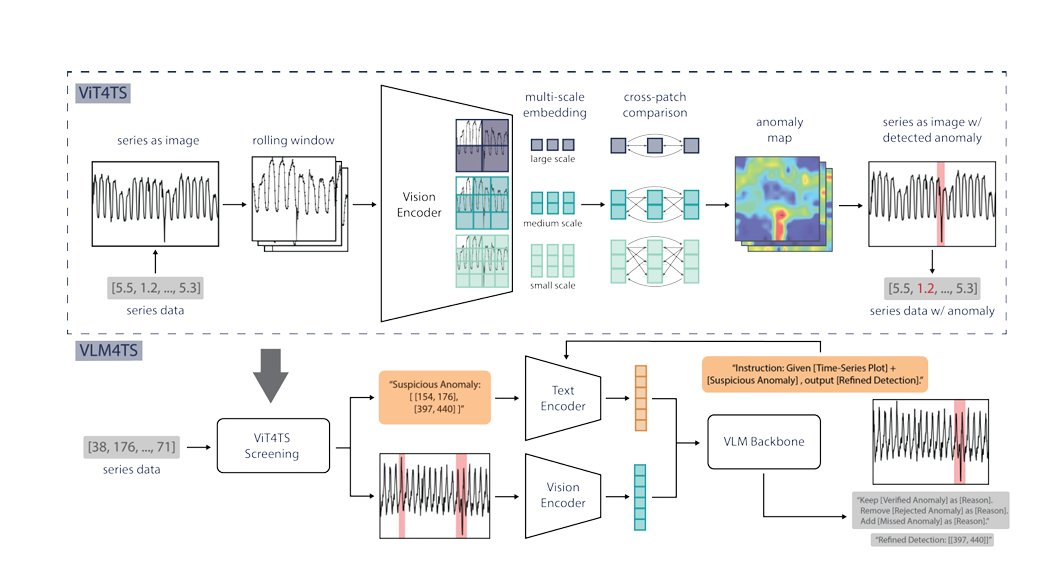 ViT4TS
series as image
rolling window
Vision
Encoder
multi-scale
embedding
large scale
medium scale
small scale
cross-patch
comparison
anomaly
map
series as image w/
detected anomaly
[5.5, 1.2, ..., 5.3]
series data
[5.5, 1.2, ..., 5.3]
series data w/ anomaly
VLM4TS
[38, 176, ..., 71]
series data
ViT4TS
Screening
"Suspicious Anomaly:
[ [154, 176],
[397, 440] ]"
Text
Encoder
Vision
Encoder
"Instruction: Given [Time-Series Plot] +
[Suspicious Anomaly] , output [Refined Detection]."
VLM Backbone
"Keep [Verified Anomaly] as [Reason].
Remove [Rejected Anomaly] as [Reason].
Add [Missed Anomaly] as [Reason]."
"Refined Detection: [[397, 440]]"